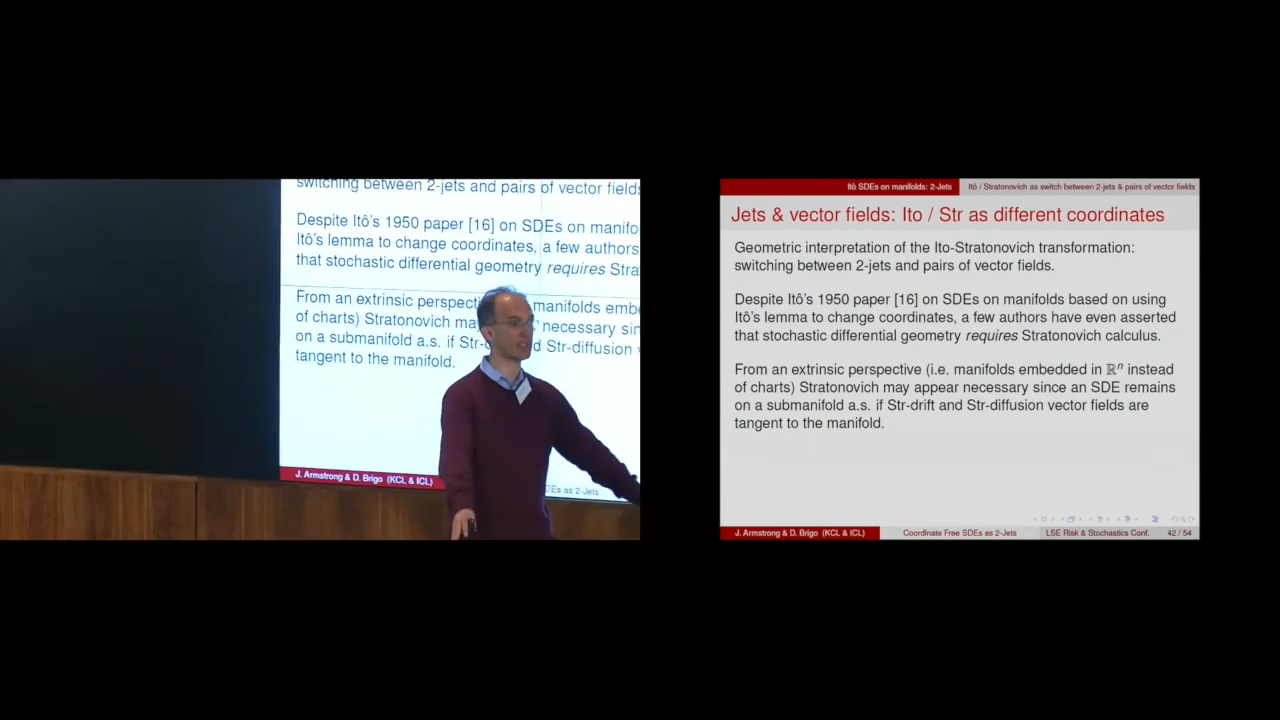 switching between 2-jets and pairs of vector fields
Despite Itô's 1950 paper [16] on SDEs on manifo
Itô's lemma to change coordinates, a few authors
that stochastic differential geometry requires Stra
From an extrinsic perspecti manifolds emb
of charts) Stratonovich ma necessary sin
on a submanifold a.s. if Str- d Str-diffusion
tangent to the manifold.
J. Armstrong & D. Brigo (KCL & ICL)
DEs as 2-Jets
Itô SDEs on manifolds: 2-Jets
Itô / Stratonovich as switch between 2-jets & pairs of vector fields
Jets & vector fields: Ito / Str as different coordinates
Geometric interpretation of the Ito-Stratonovich transformation:
switching between 2-jets and pairs of vector fields.
Despite Itô's 1950 paper [16] on SDEs on manifolds based on using
Itô's lemma to change coordinates, a few authors have even asserted
that stochastic differential geometry requires Stratonovich calculus.
From an extrinsic perspective (i.e. manifolds embedded in ℝⁿ instead
of charts) Stratonovich may appear necessary since an SDE remains
on a submanifold a.s. if Str-drift and Str-diffusion vector fields are
tangent to the manifold.
J. Armstrong & D. Brigo (KCL & ICL)
Coordinate Free SDEs as 2-Jets
LSE Risk & Stochastics Conf.
42 / 54